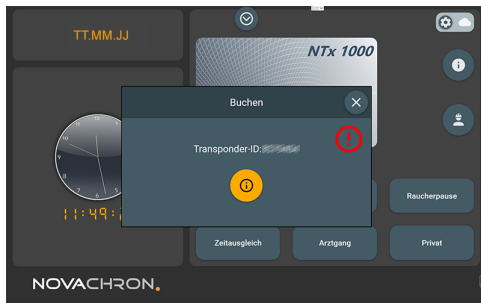 TT.MM.JJ
NTx 1000
Buchen
Transponder-ID:
Raucherpause
Zeitausgleich
Arztgang
Privat
NOVACHRON.